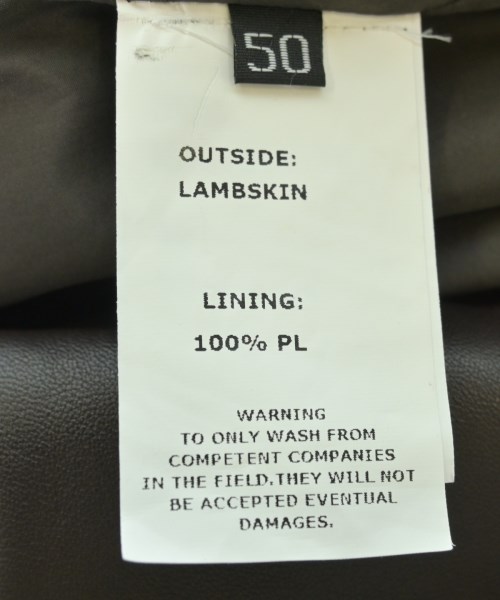 50
OUTSIDE:
LAMBSKIN
LINING:
100% PL
WARNING
TO ONLY WASH FROM
COMPETENT COMPANIES
IN THE FIELD.THEY WILL NOT
BE ACCEPTED EVENTUAL
DAMAGES.